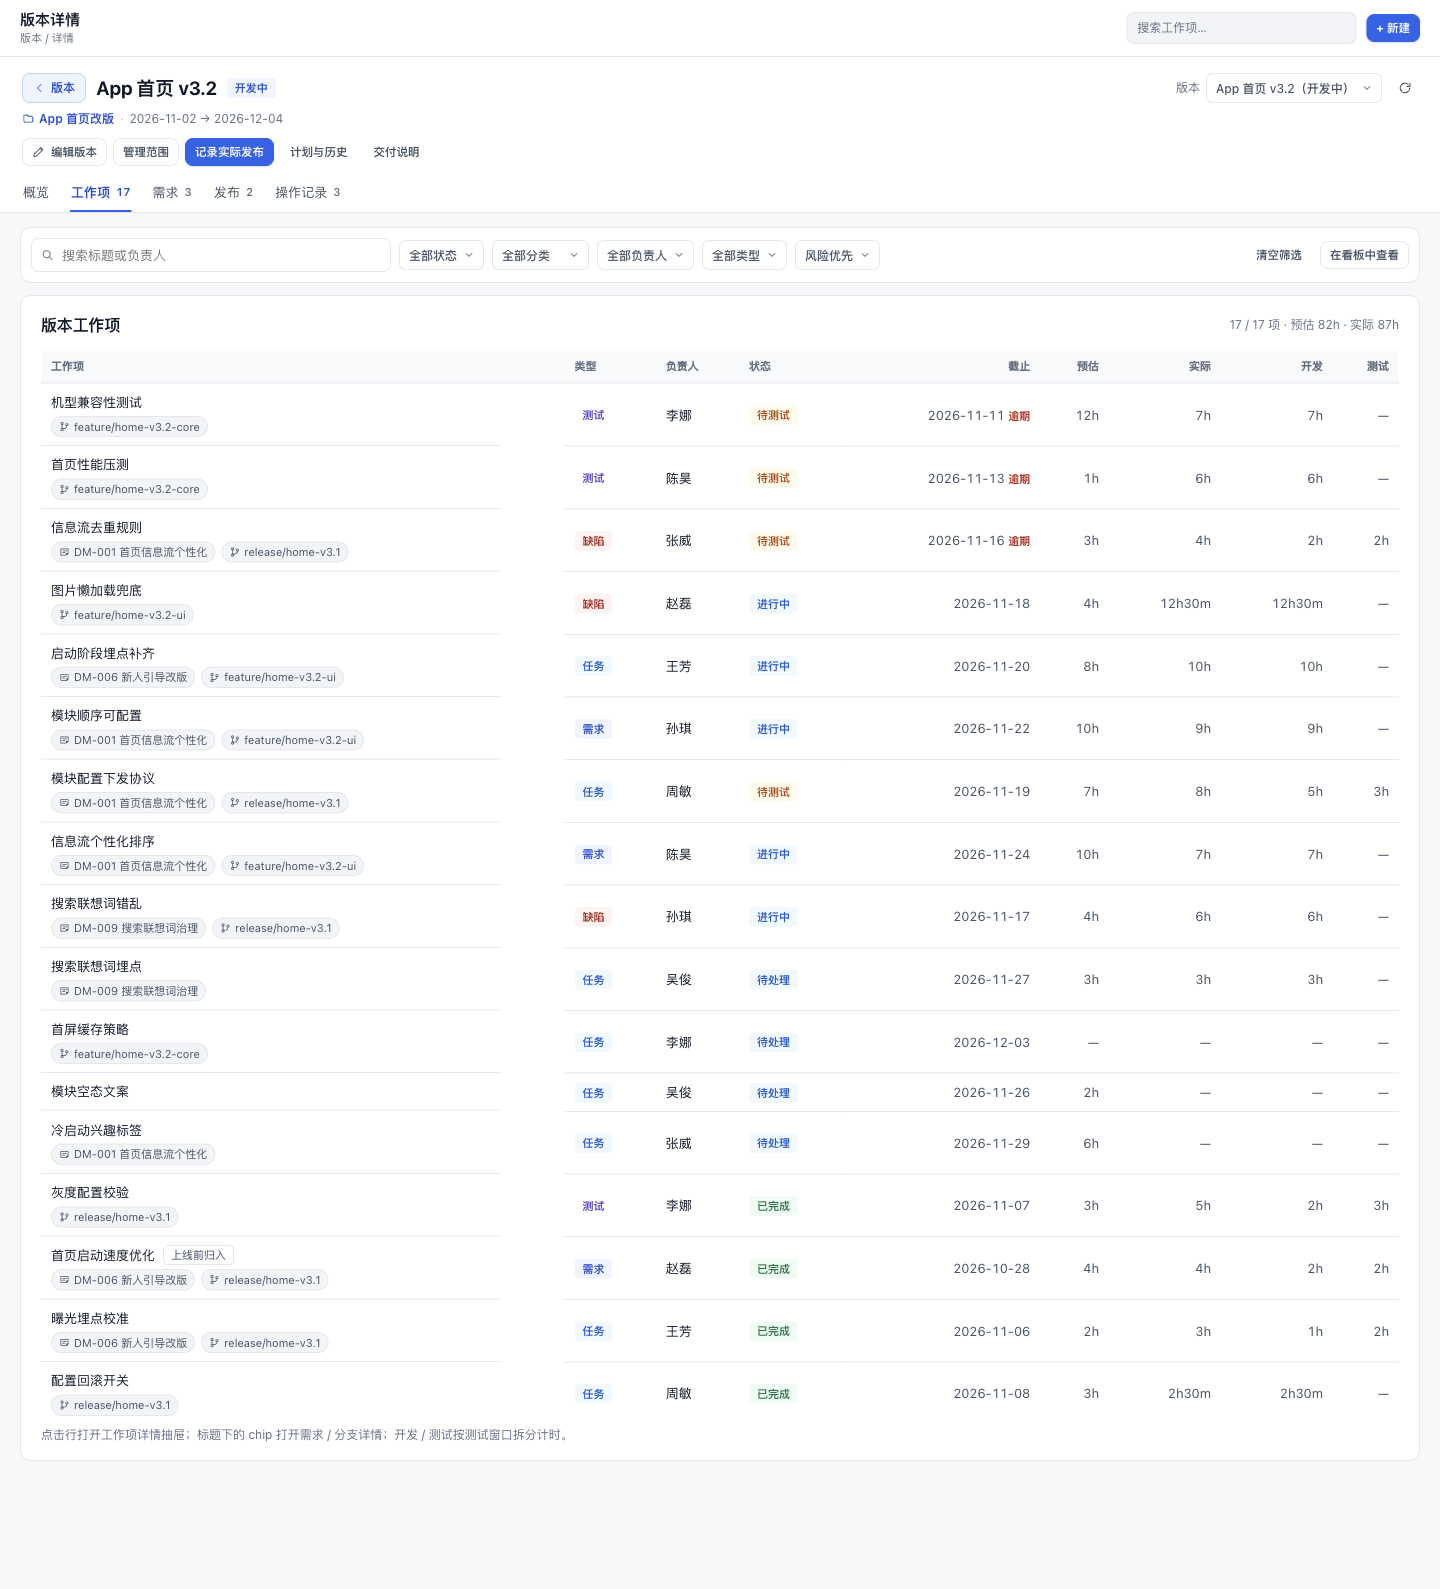 版本详情
版本 / 详情
搜索工作项...
+ 新建
版本
App 首页 v3.2
开发中
版本
App 首页 v3.2（开发中）
App 首页改版 · 2026-11-02 → 2026-12-04
编辑版本
管理范围
记录实际发布
计划与历史
交付说明
概览
工作项 17
需求 3
发布 2
操作记录 3
搜索标题或负责人
全部状态
全部分类
全部负责人
全部类型
风险优先
清空筛选
在看板中查看
版本工作项
17 / 17 项 · 预估 82h · 实际 87h
工作项 类型 负责人 状态 截止 预估 实际 开发 测试
机型兼容性测试
feature/home-v3.2-core
测试 李娜 待测试 2026-11-11 逾期 12h 7h 7h —
首页性能压测
feature/home-v3.2-core
测试 陈昊 待测试 2026-11-13 逾期 1h 6h 6h —
信息流去重规则
DM-001 首页信息流个性化 release/home-v3.1
缺陷 张威 待测试 2026-11-16 逾期 3h 4h 2h 2h
图片懒加载兜底
feature/home-v3.2-ui
缺陷 赵磊 进行中 2026-11-18 4h 12h30m 12h30m —
启动阶段埋点补齐
DM-006 新人引导改版 feature/home-v3.2-ui
任务 王芳 进行中 2026-11-20 8h 10h 10h —
模块顺序可配置
DM-001 首页信息流个性化 feature/home-v3.2-ui
需求 孙琪 进行中 2026-11-22 10h 9h 9h —
模块配置下发协议
DM-001 首页信息流个性化 release/home-v3.1
任务 周敏 待测试 2026-11-19 7h 8h 5h 3h
信息流个性化排序
DM-001 首页信息流个性化 feature/home-v3.2-ui
需求 陈昊 进行中 2026-11-24 10h 7h 7h —
搜索联想词错乱
DM-009 搜索联想词治理 release/home-v3.1
缺陷 孙琪 进行中 2026-11-17 4h 6h 6h —
搜索联想词埋点
DM-009 搜索联想词治理
任务 吴俊 待处理 2026-11-27 3h 3h 3h —
首屏缓存策略
feature/home-v3.2-core
任务 李娜 待处理 2026-12-03 — — — —
模块空态文案
任务 吴俊 待处理 2026-11-26 2h — — —
冷启动兴趣标签
DM-001 首页信息流个性化
任务 张威 待处理 2026-11-29 6h — — —
灰度配置校验
release/home-v3.1
测试 李娜 已完成 2026-11-07 3h 5h 2h 3h
首页启动速度优化 上线前归入
DM-006 新人引导改版 release/home-v3.1
需求 赵磊 已完成 2026-10-28 4h 4h 2h 2h
曝光埋点校准
DM-006 新人引导改版 release/home-v3.1
任务 王芳 已完成 2026-11-06 2h 3h 1h 2h
配置回滚开关
release/home-v3.1
任务 周敏 已完成 2026-11-08 3h 2h30m 2h30m —
点击行打开工作项详情抽屉；标题下的 chip 打开需求 / 分支详情；开发 / 测试按测试窗口拆分计时。